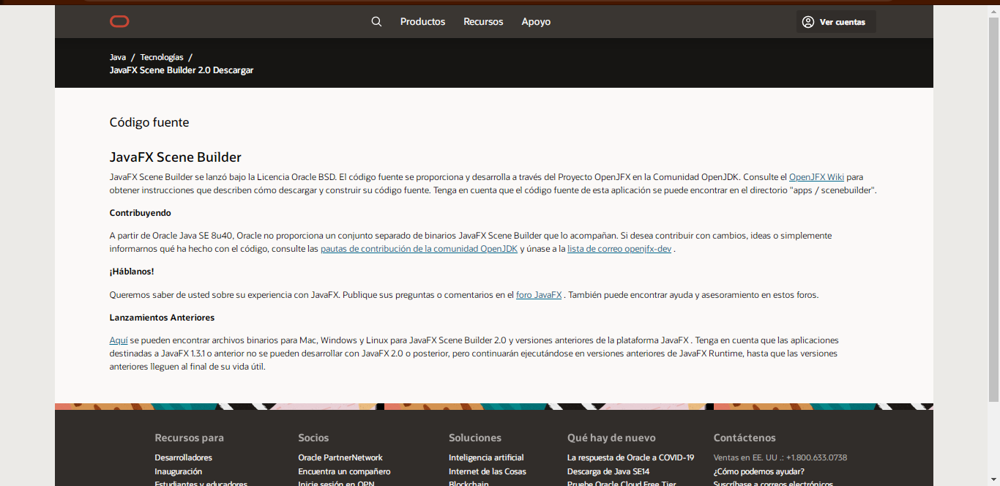 Productos Recursos Apoyo Ver cuentas
Java / Tecnologías /
JavaFX Scene Builder 2.0 Descargar
Código fuente
JavaFX Scene Builder
JavaFX Scene Builder se lanzó bajo la Licencia Oracle BSD. El código fuente se proporciona y desarrolla a través del Proyecto OpenJFX en la Comunidad OpenJDK. Consulte el OpenJFX Wiki para
obtener instrucciones que describen cómo descargar y construir su código fuente. Tenga en cuenta que el código fuente de esta aplicación se puede encontrar en el directorio "apps / scenebuilder".
Contribuyendo
A partir de Oracle Java SE 8u40, Oracle no proporciona un conjunto separado de binarios JavaFX Scene Builder que lo acompañan. Si desea contribuir con cambios, ideas o simplemente
informarnos qué ha hecho con el código, consulte las pautas de contribución de la comunidad OpenJDK y únase a la lista de correo openjfx-dev .
¡Háblanos!
Queremos saber de usted sobre su experiencia con JavaFX. Publique sus preguntas o comentarios en el foro JavaFX . También puede encontrar ayuda y asesoramiento en estos foros.
Lanzamientos Anteriores
Aquí se pueden encontrar archivos binarios para Mac, Windows y Linux para JavaFX Scene Builder 2.0 y versiones anteriores de la plataforma JavaFX . Tenga en cuenta que las aplicaciones
destinadas a JavaFX 1.3.1 o anterior no se pueden desarrollar con JavaFX 2.0 o posterior, pero continuarán ejecutándose en versiones anteriores de JavaFX Runtime, hasta que las versiones
anteriores lleguen al final de su vida útil.
Recursos para Socios Soluciones Qué hay de nuevo Contáctenos
Desarrolladores Oracle PartnerNetwork Inteligencia artificial La respuesta de Oracle a COVID-19 Ventas en EE. UU .: +1.800.633.0738
Inauguración Encuentra un compañero Internet de las Cosas Descarga de Java SE14 ¿Cómo podemos ayudar?
Estudiantes y educadores Inicie sesión en OPN Blockchain Pruebe Oracle Cloud Free Tier Suscríbase a correos electrónicos